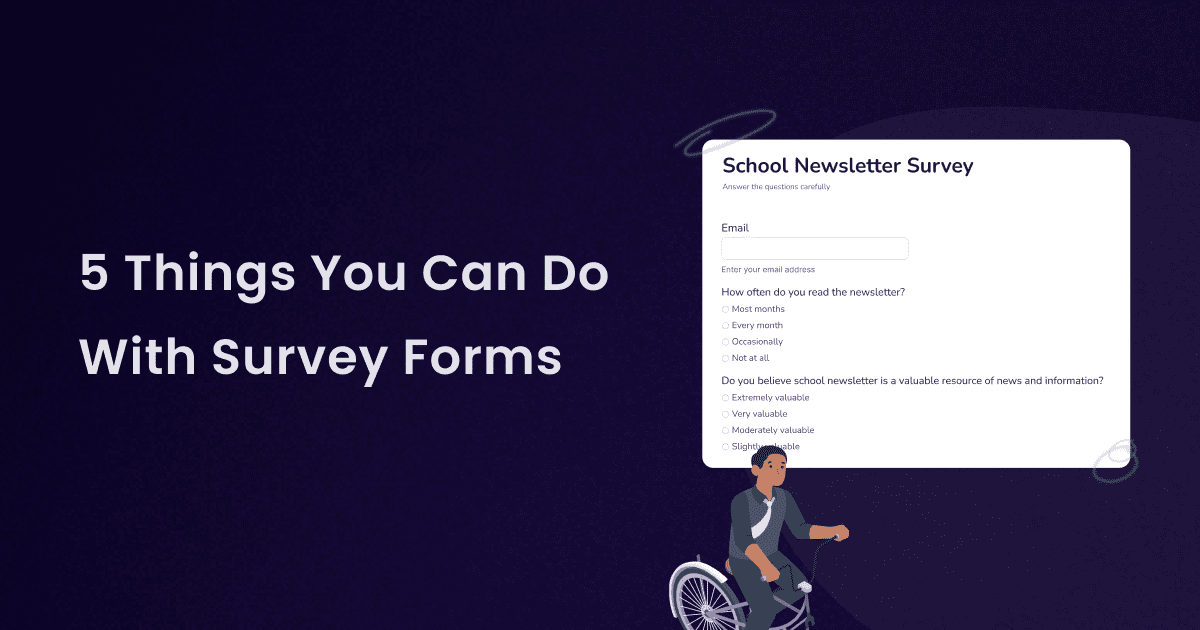 5 Things You Can Do
With Survey Forms
School Newsletter Survey
Answer the questions carefully
Email
Enter your email address
How often do you read the newsletter?
Most months
Every month
Occasionally
Not at all
Do you believe school newsletter is a valuable resource of news and information?
Extremely valuable
Very valuable
Moderately valuable
Slightly valuable